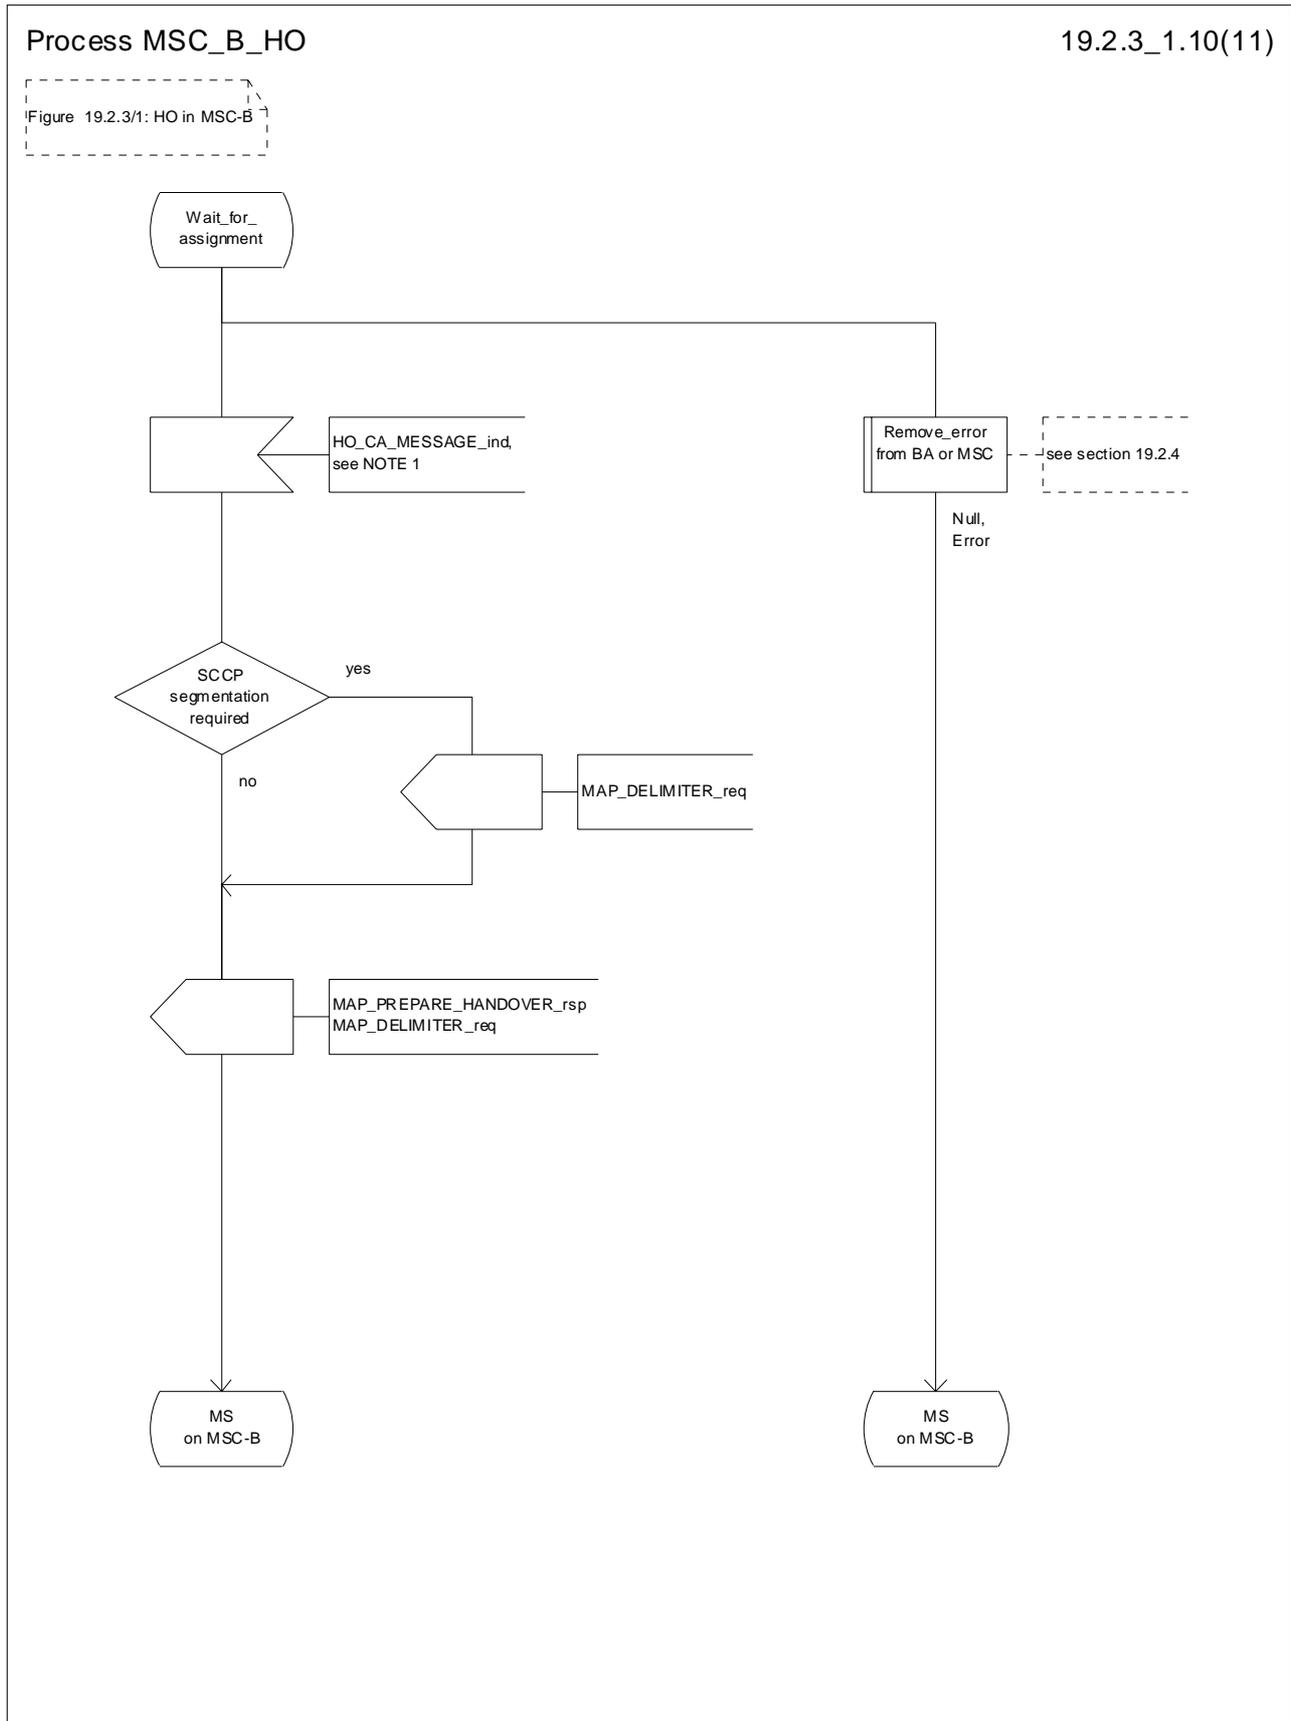 Process MSC_B_HO
19.2.3_1.10(11)
Figure 19.2.3/1: HO in MSC-B
Wait_for_
assignment
HO_CA_MESSAGE_ind,
see NOTE 1
Remove_error
from BA or MSC
see section 19.2.4
Null,
Error
SCCP
segmentation
required
yes
no
MAP_DELIMITER_req
MAP_PREPARE_HANDOVER_rsp
MAP_DELIMITER_req
MS
on MSC-B
MS
on MSC-B